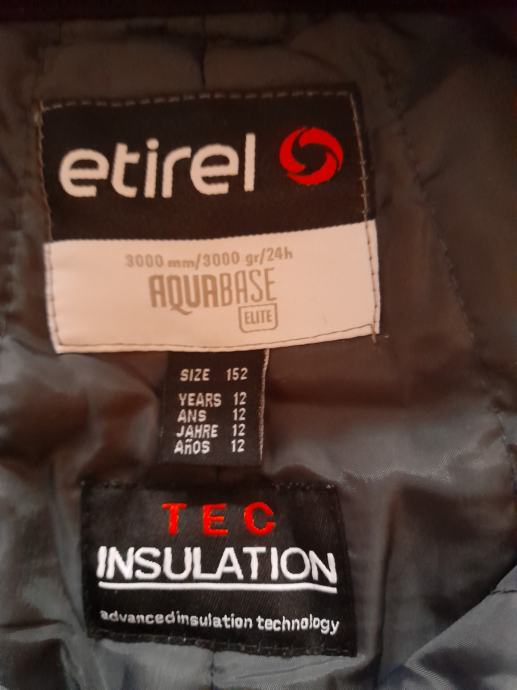 etirel
3000 mm/3000 gr/24h
AQUABASE
ELITE
SIZE 152
YEARS 12
ANS 12
JAHRE 12
AÑOS 12
TEC
INSULATION
advancedinsulation technology